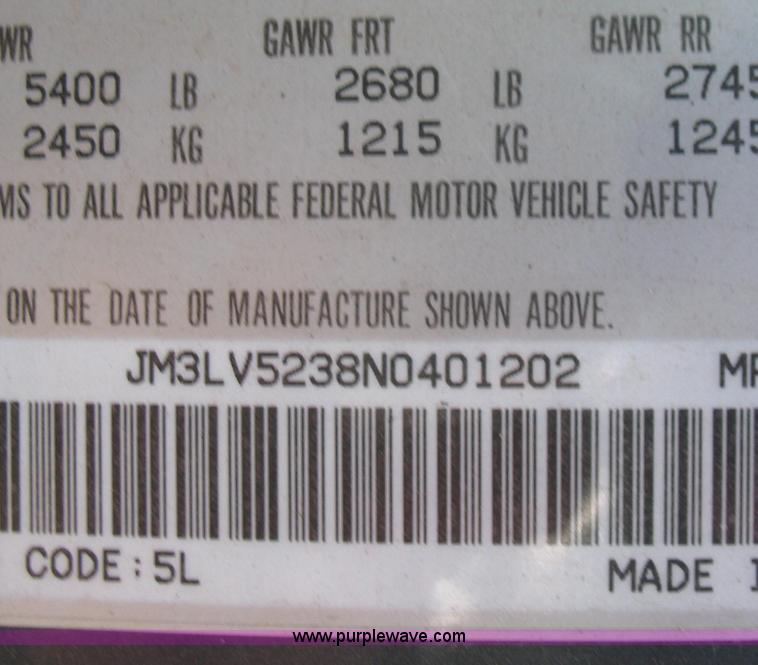 WR GAWR FRT GAWR RR
5400 LB 2680 LB 2745
2450 KG 1215 KG 1245
MS TO ALL APPLICABLE FEDERAL MOTOR VEHICLE SAFETY
ON THE DATE OF MANUFACTURE SHOWN ABOVE.
JM3LV5238N0401202 MP
CODE : 5L MADE I
www.purplewave.com